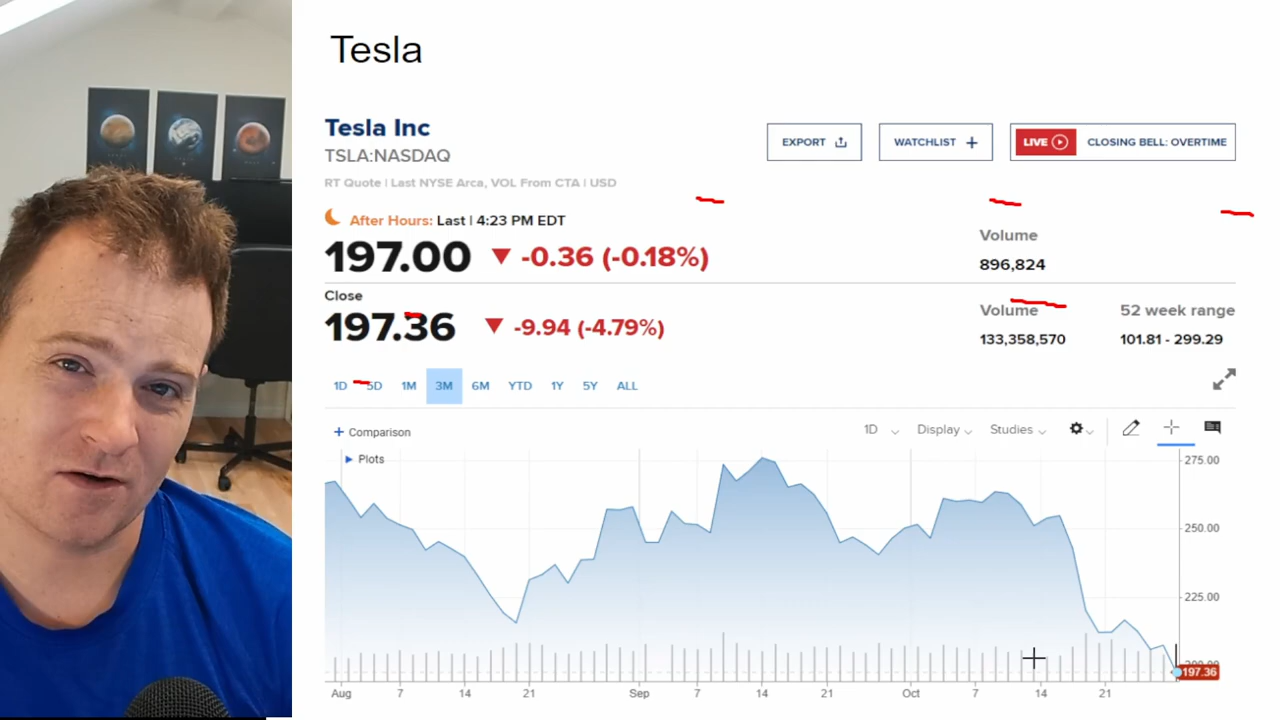 Tesla
Tesla Inc
TSLA:NASDAQ
RT Quote | Last NYSE Arca, VOL From CTA | USD
EXPORT
WATCHLIST +
LIVE CLOSING BELL: OVERTIME
After Hours: Last | 4:23 PM EDT
197.00 ▼ -0.36 (-0.18%)
Volume
896,824
Close
197.36 ▼ -9.94 (-4.79%)
Volume
133,358,570
52 week range
101.81 - 299.29
1D 5D 1M 3M 6M YTD 1Y 5Y ALL
+ Comparison
1D Display Studies
Plots
275.00
250.00
225.00
200.00
197.36
Aug 7 14 21 Sep 7 14 21 Oct 7 14 21